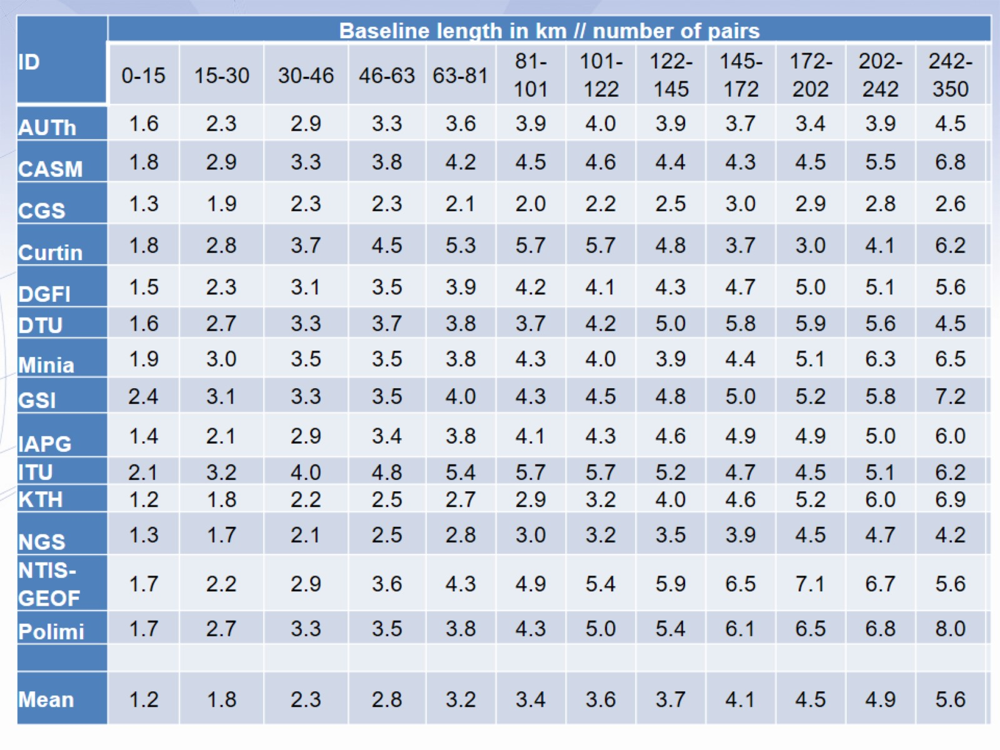 ID Baseline length in km // number of pairs
0-15 15-30 30-46 46-63 63-81 81-101 101-122 122-145 145-172 172-202 202-242 242-350
AUTh 1.6 2.3 2.9 3.3 3.6 3.9 4.0 3.9 3.7 3.4 3.9 4.5
CASM 1.8 2.9 3.3 3.8 4.2 4.5 4.6 4.4 4.3 4.5 5.5 6.8
CGS 1.3 1.9 2.3 2.3 2.1 2.0 2.2 2.5 3.0 2.9 2.8 2.6
Curtin 1.8 2.8 3.7 4.5 5.3 5.7 5.7 4.8 3.7 3.0 4.1 6.2
DGFI 1.5 2.3 3.1 3.5 3.9 4.2 4.1 4.3 4.7 5.0 5.1 5.6
DTU 1.6 2.7 3.3 3.7 3.8 3.7 4.2 5.0 5.8 5.9 5.6 4.5
Minia 1.9 3.0 3.5 3.5 3.8 4.3 4.0 3.9 4.4 5.1 6.3 6.5
GSI 2.4 3.1 3.3 3.5 4.0 4.3 4.5 4.8 5.0 5.2 5.8 7.2
IAPG 1.4 2.1 2.9 3.4 3.8 4.1 4.3 4.6 4.9 4.9 5.0 6.0
ITU 2.1 3.2 4.0 4.8 5.4 5.7 5.7 5.2 4.7 4.5 5.1 6.2
KTH 1.2 1.8 2.2 2.5 2.7 2.9 3.2 4.0 4.6 5.2 6.0 6.9
NGS 1.3 1.7 2.1 2.5 2.8 3.0 3.2 3.5 3.9 4.5 4.7 4.2
NTIS-GEOF 1.7 2.2 2.9 3.6 4.3 4.9 5.4 5.9 6.5 7.1 6.7 5.6
Polimi 1.7 2.7 3.3 3.5 3.8 4.3 5.0 5.4 6.1 6.5 6.8 8.0
Mean 1.2 1.8 2.3 2.8 3.2 3.4 3.6 3.7 4.1 4.5 4.9 5.6